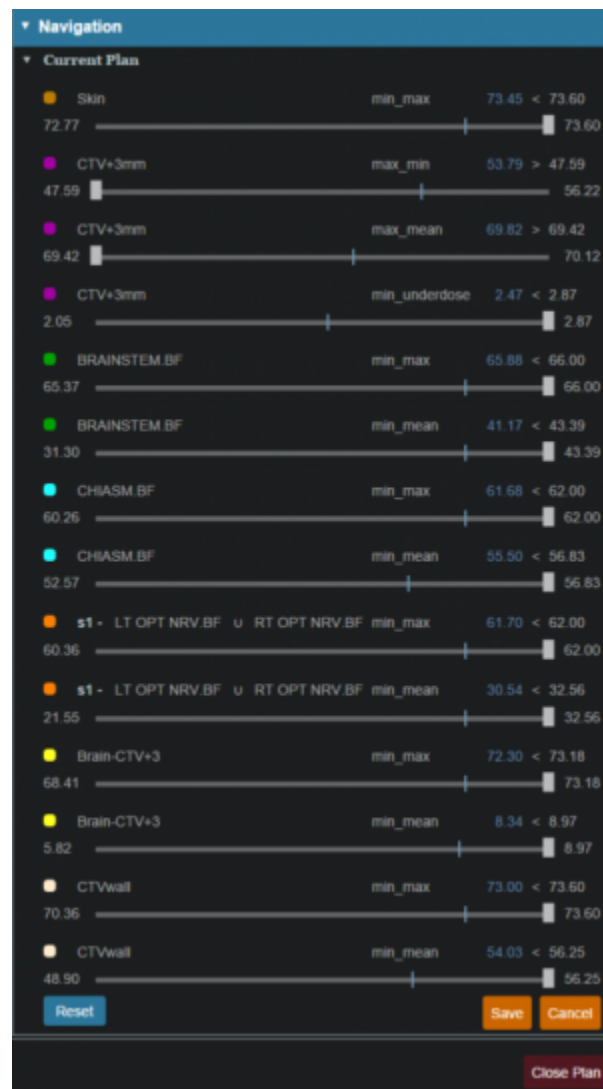 Navigation
Current Plan
Skin min_max 73.45 < 73.60
72.77 73.60
CTV+3mm max_min 53.79 > 47.59
47.59 56.22
CTV+3mm max_mean 69.82 > 69.42
69.42 70.12
CTV+3mm min_underdose 2.47 < 2.87
2.05 2.87
BRAINSTEM.BF min_max 65.88 < 66.00
65.37 66.00
BRAINSTEM.BF min_mean 41.17 < 43.39
31.30 43.39
CHIASM.BF min_max 61.68 < 62.00
60.26 62.00
CHIASM.BF min_mean 55.50 < 56.83
52.57 56.83
s1 - LT OPT NRV.BF ∪ RT OPT NRV.BF min_max 61.70 < 62.00
60.36 62.00
s1 - LT OPT NRV.BF ∪ RT OPT NRV.BF min_mean 30.54 < 32.56
21.55 32.56
Brain-CTV+3 min_max 72.30 < 73.18
68.41 73.18
Brain-CTV+3 min_mean 8.34 < 8.97
5.82 8.97
CTVwall min_max 73.00 < 73.60
70.36 73.60
CTVwall min_mean 54.03 < 56.25
48.90 56.25
Reset Save Cancel
Close Plan